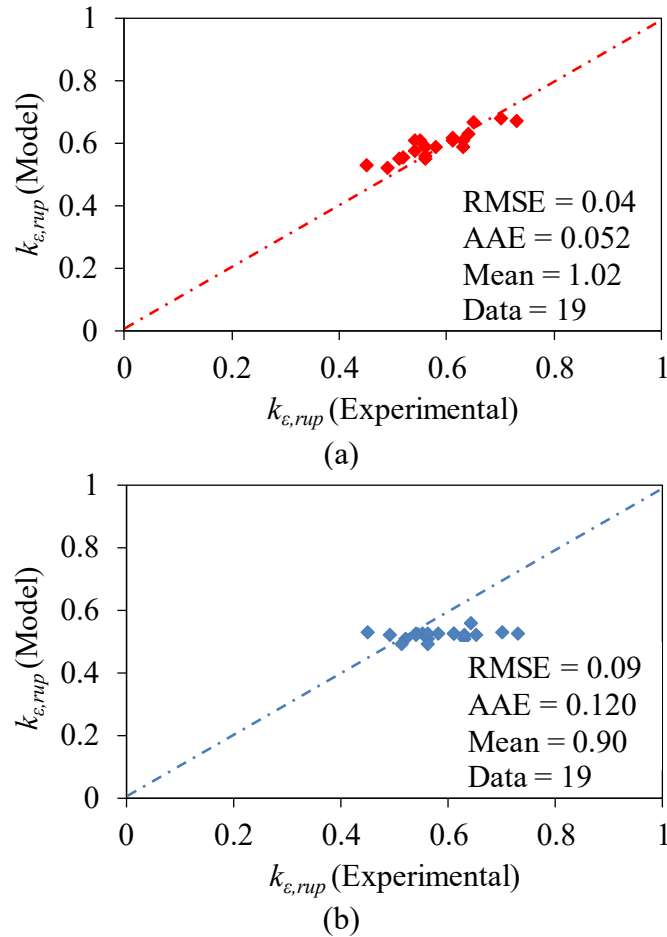 1
0.8
0.6
0.4
0.2
0
kε,rup (Model)
RMSE = 0.04
AAE = 0.052
Mean = 1.02
Data = 19
0 0.2 0.4 0.6 0.8 1
kε,rup (Experimental)
(a)
1
0.8
0.6
0.4
0.2
0
kε,rup (Model)
RMSE = 0.09
AAE = 0.120
Mean = 0.90
Data = 19
0 0.2 0.4 0.6 0.8 1
kε,rup (Experimental)
(b)